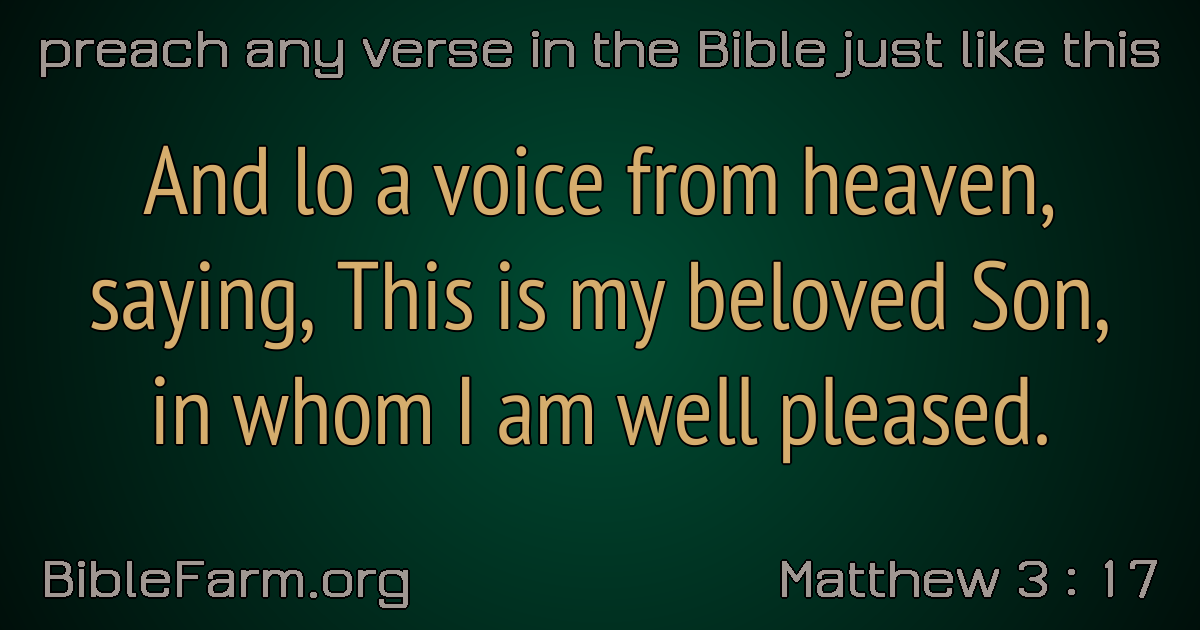 preach any verse in the Bible just like this
And lo a voice from heaven,
saying, This is my beloved Son,
in whom I am well pleased.
BibleFarm.org
Matthew 3 : 17